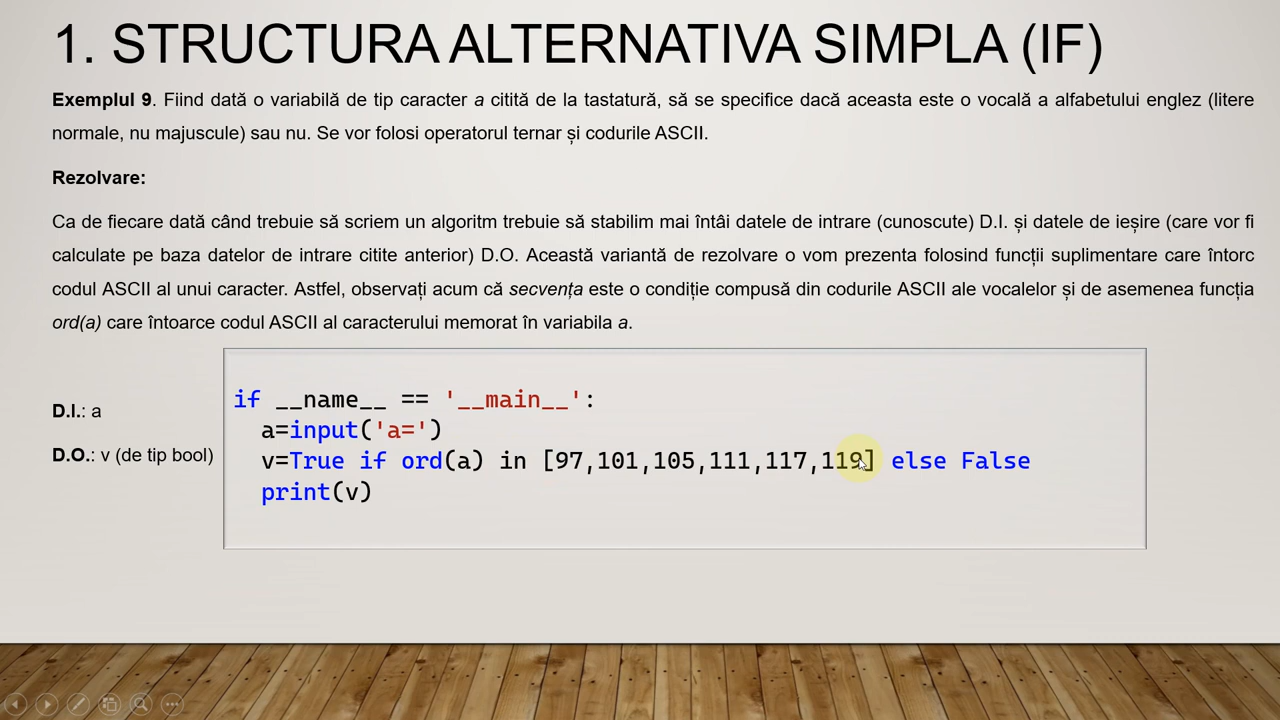 1. STRUCTURA ALTERNATIVA SIMPLA (IF)
Exemplul 9. Fiind dată o variabilă de tip caracter a citită de la tastatură, să se specifice dacă aceasta este o vocală a alfabetului englez (litere
normale, nu majuscule) sau nu. Se vor folosi operatorul ternar și codurile ASCII.
Rezolvare:
Ca de fiecare dată când trebuie să scriem un algoritm trebuie să stabilim mai întâi datele de intrare (cunoscute) D.I. și datele de ieșire (care vor fi
calculate pe baza datelor de intrare citite anterior) D.O. Această variantă de rezolvare o vom prezenta folosind funcții suplimentare care întorc
codul ASCII al unui caracter. Astfel, observați acum că secvența este o condiție compusă din codurile ASCII ale vocalelor și de asemenea funcția
ord(a) care întoarce codul ASCII al caracterului memorat în variabila a.
D.I.: a
D.O.: v (de tip bool)
if __name__ == '__main__':
  a=input('a=')
  v=True if ord(a) in [97,101,105,111,117,119] else False
  print(v)